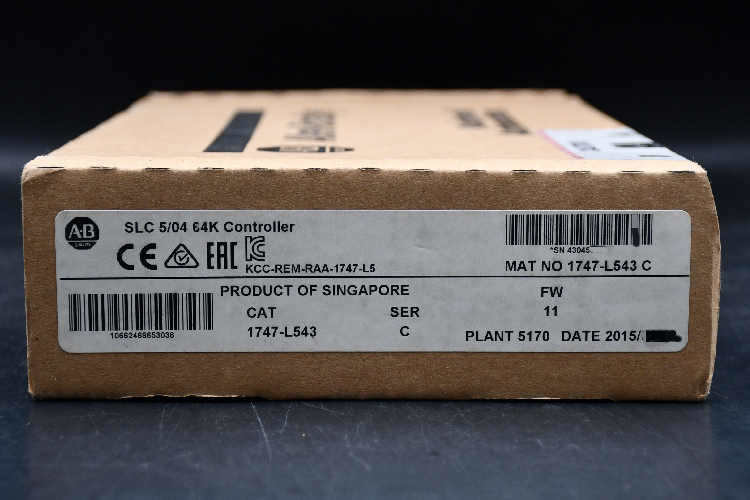 A-B
SLC 5/04 64K Controller
*SN 43045
CE EAC
KCC-REM-RAA-1747-L5
MAT NO 1747-L543 C
PRODUCT OF SINGAPORE
FW
CAT
SER
11
10662468653036
1747-L543
C
PLANT 5170 DATE 2015/